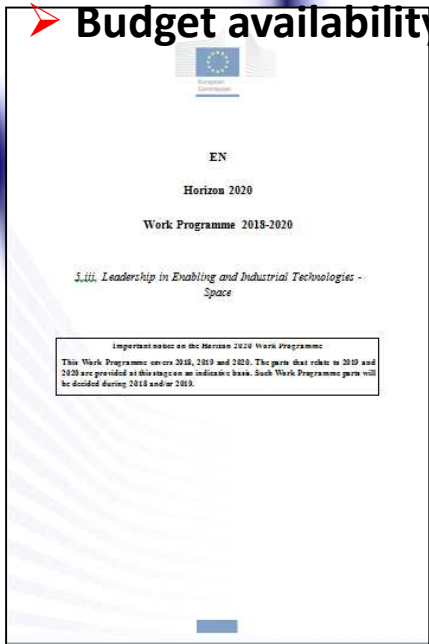 ➢ Budget availability
European
Commission
EN
Horizon 2020
Work Programme 2018-2020
5.iii. Leadership in Enabling and Industrial Technologies -
Space
Important notice on the Horizon 2020 Work Programme
This Work Programme covers 2018, 2019 and 2020. The parts that relate to 2019 and
2020 are provided at this stage on an indicative basis. Such Work Programme parts will
be decided during 2018 and/or 2019.